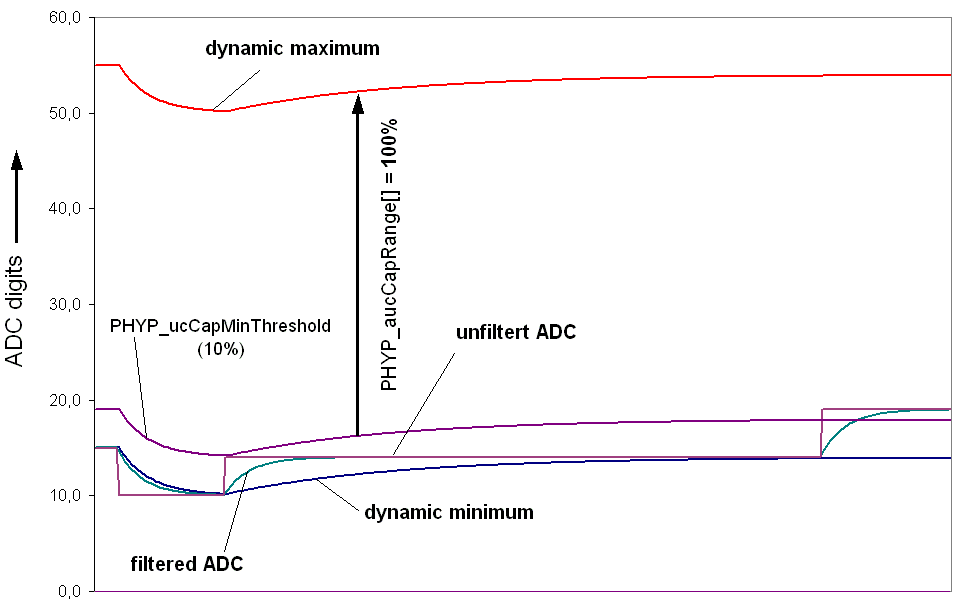 60,0
dynamic maximum
50,0
PHYP_aucCapRange[] = 100%
40,0
ADC digits
30,0
PHYP_ucCapMinThreshold
(10%)
unfiltert ADC
20,0
10,0
dynamic minimum
filtered ADC
0,0